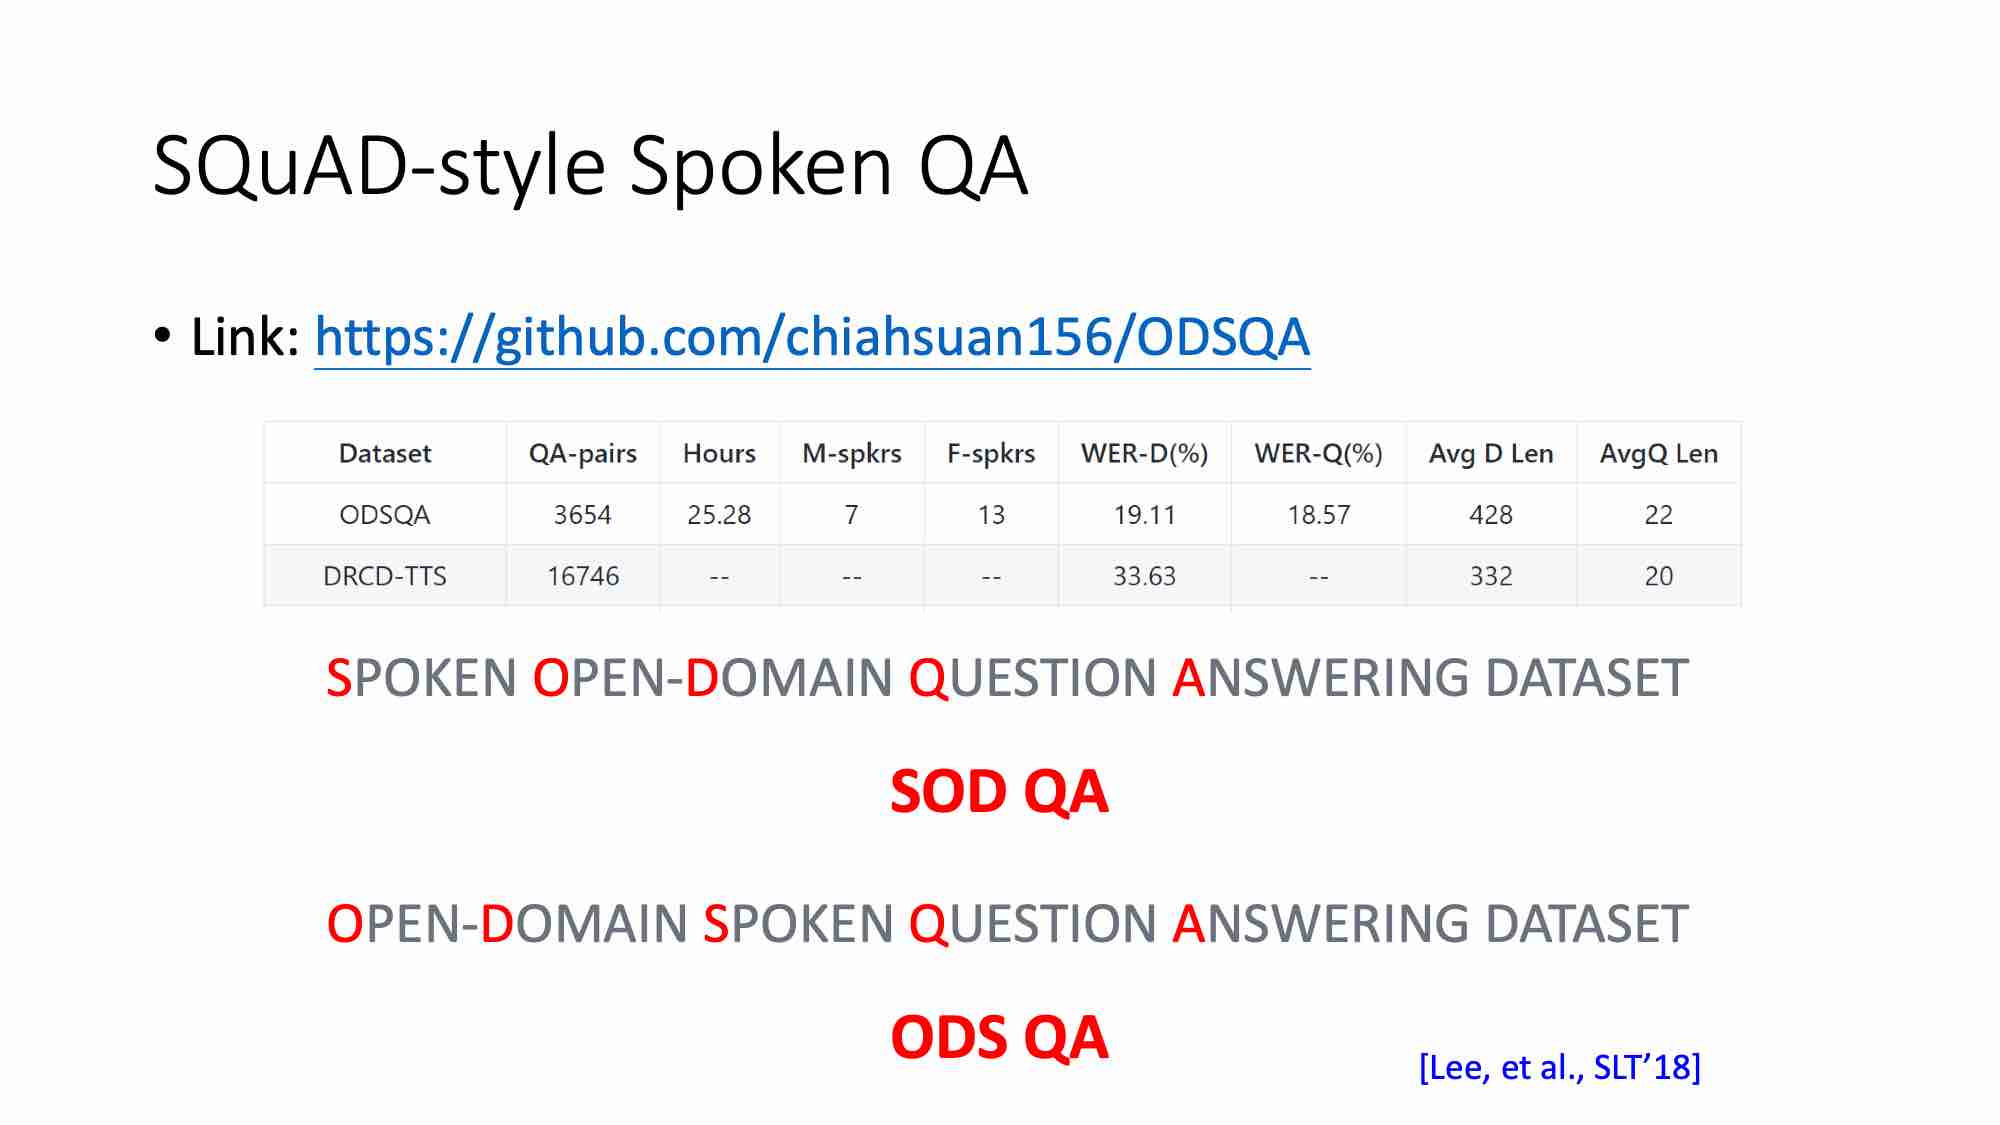 SQuAD-style Spoken QA
• Link: https://github.com/chiahsuan156/ODSQA
Dataset QA-pairs Hours M-spkrs F-spkrs WER-D(%) WER-Q(%) Avg D Len AvgQ Len
ODSQA 3654 25.28 7 13 19.11 18.57 428 22
DRCD-TTS 16746 -- -- -- 33.63 -- 332 20
SPOKEN OPEN-DOMAIN QUESTION ANSWERING DATASET
SOD QA
OPEN-DOMAIN SPOKEN QUESTION ANSWERING DATASET
ODS QA
[Lee, et al., SLT’18]